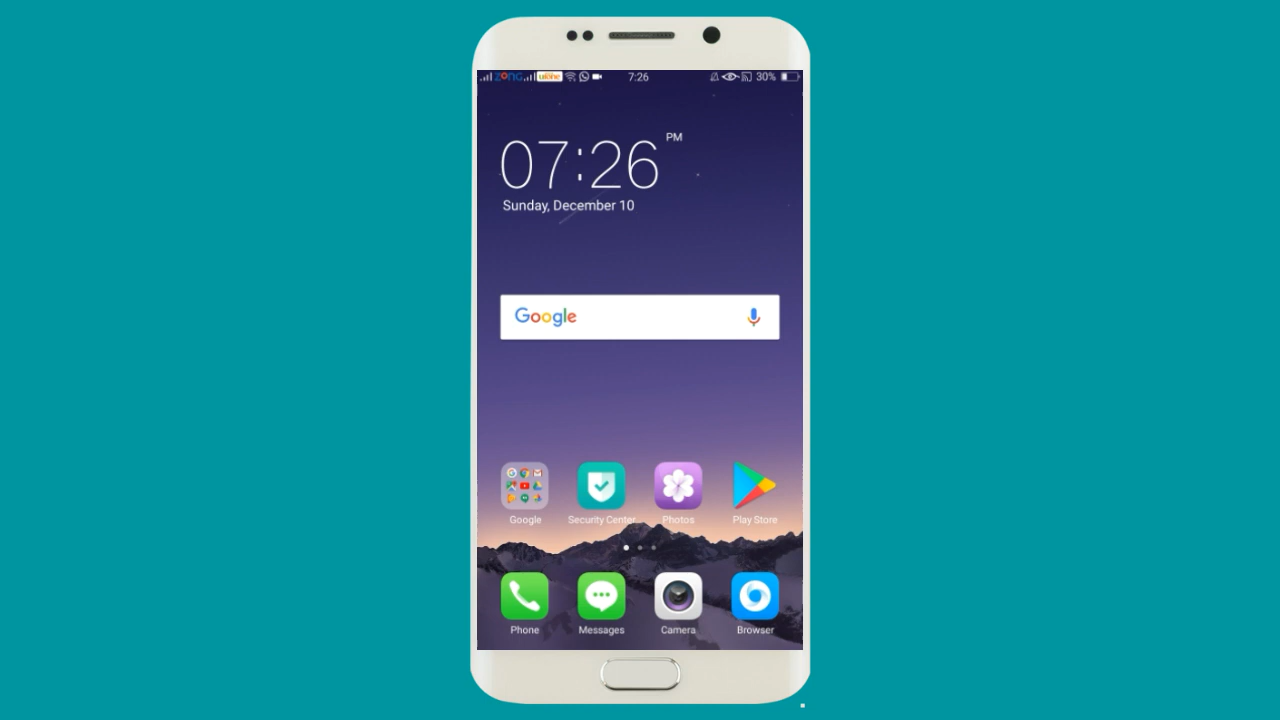 ZONG ufone 7:26 30%
07:26 PM
Sunday, December 10
Google
Google Security Center Photos Play Store
Phone Messages Camera Browser